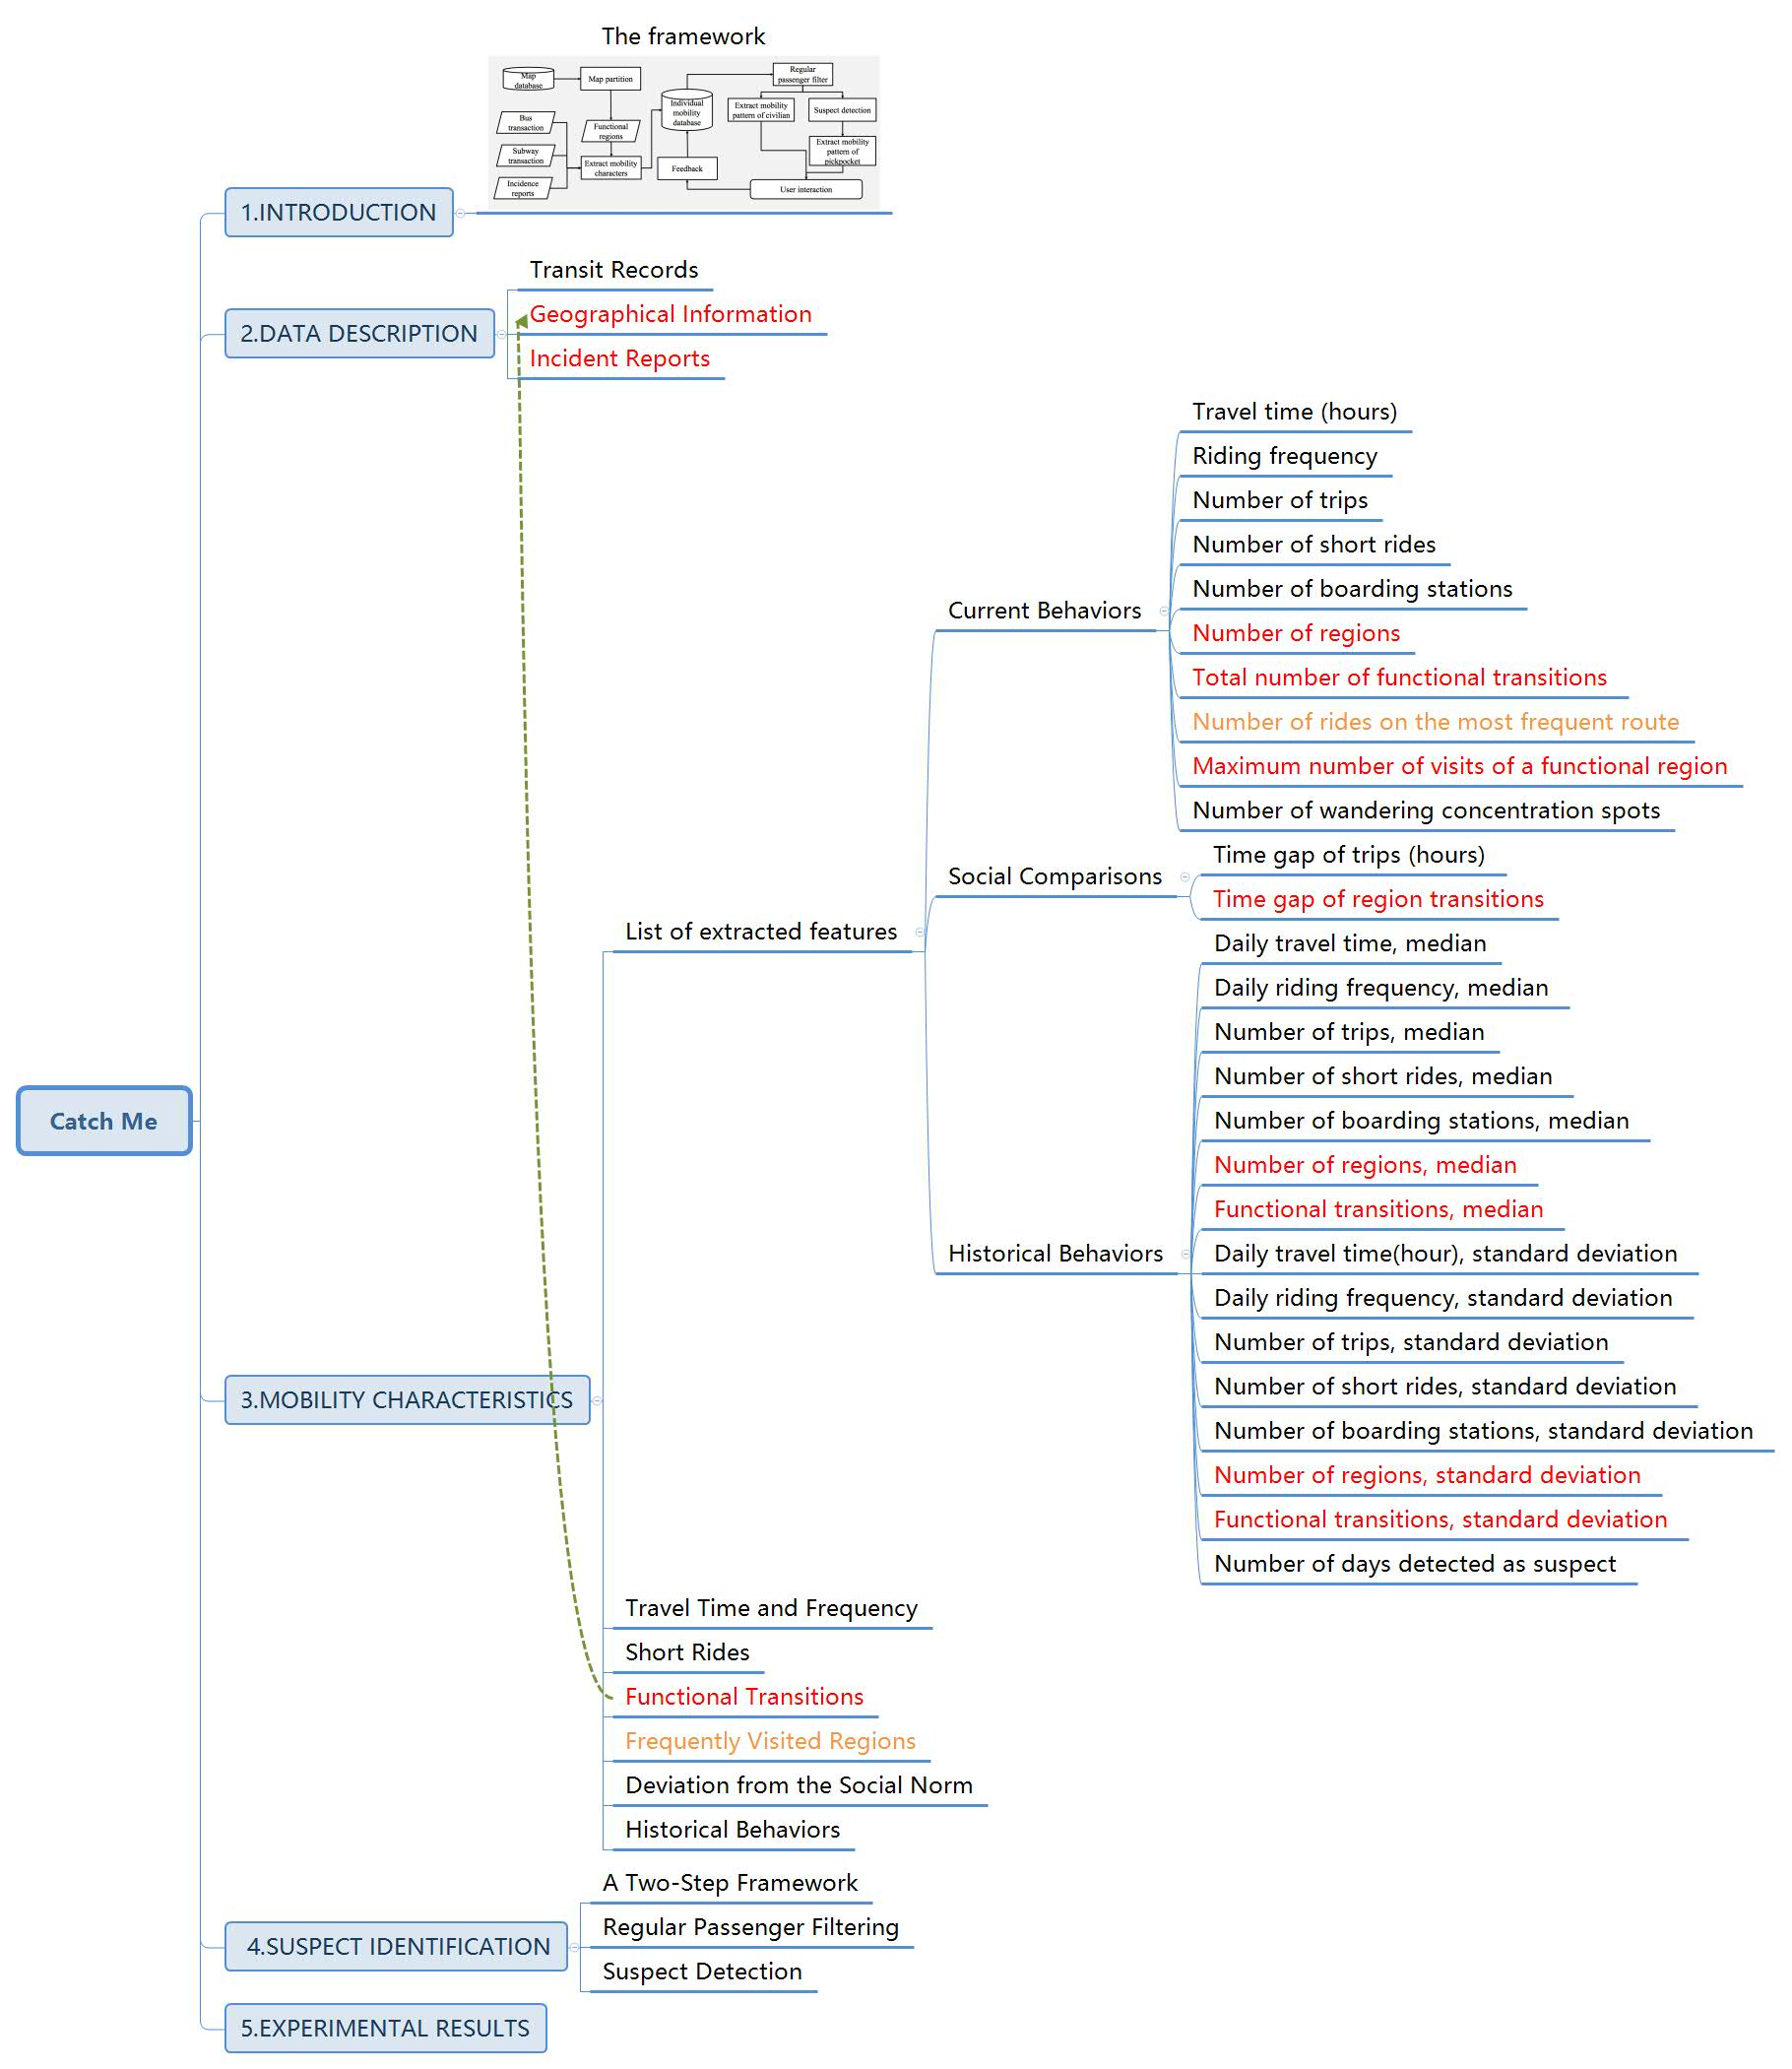 The framework
Map
database
Map partition
Regular
passenger filter
Individual
mobility
database
Extract mobility
pattern of civilian
Suspect detection
Bus
transaction
Functional
regions
Subway
transaction
Extract mobility
characters
Feedback
Extract mobility
pattern of
pickpocket
Incidence
reports
User interaction
1.INTRODUCTION
Transit Records
Geographical Information
2.DATA DESCRIPTION
Incident Reports
Travel time (hours)
Riding frequency
Number of trips
Number of short rides
Number of boarding stations
Current Behaviors
Number of regions
Total number of functional transitions
Number of rides on the most frequent route
Maximum number of visits of a functional region
Number of wandering concentration spots
Time gap of trips (hours)
Social Comparisons
Time gap of region transitions
List of extracted features
Daily travel time, median
Daily riding frequency, median
Number of trips, median
Number of short rides, median
Number of boarding stations, median
Catch Me
Number of regions, median
Functional transitions, median
Historical Behaviors
Daily travel time(hour), standard deviation
Daily riding frequency, standard deviation
Number of trips, standard deviation
Number of short rides, standard deviation
3.MOBILITY CHARACTERISTICS
Number of boarding stations, standard deviation
Number of regions, standard deviation
Functional transitions, standard deviation
Number of days detected as suspect
Travel Time and Frequency
Short Rides
Functional Transitions
Frequently Visited Regions
Deviation from the Social Norm
Historical Behaviors
A Two-Step Framework
Regular Passenger Filtering
4.SUSPECT IDENTIFICATION
Suspect Detection
5.EXPERIMENTAL RESULTS